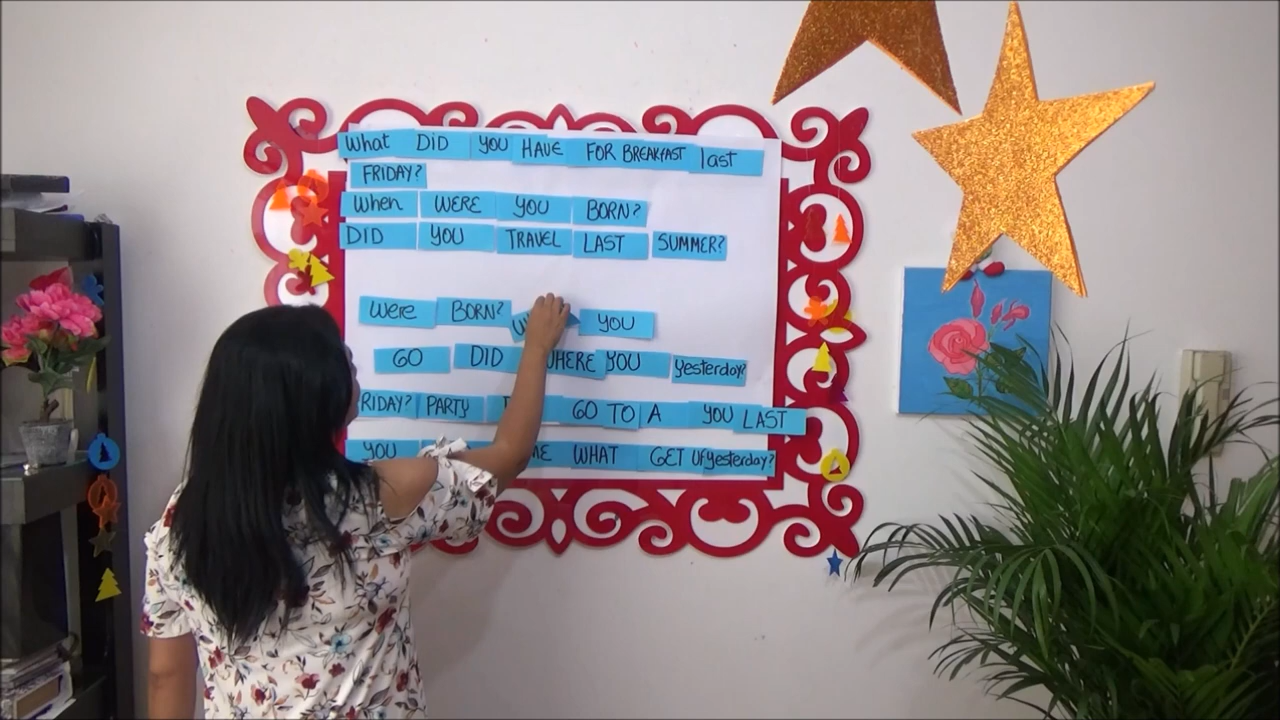 What DID YOU HAVE FOR BREAKFAST last
FRIDAY?
When WERE YOU BORN?
DID YOU TRAVEL LAST SUMMER?
Were BORN? YOU
GO DID WHERE YOU yesterday?
RIDAY? PARTY GO TO A YOU LAST
YOU WHAT GET UP yesterday?